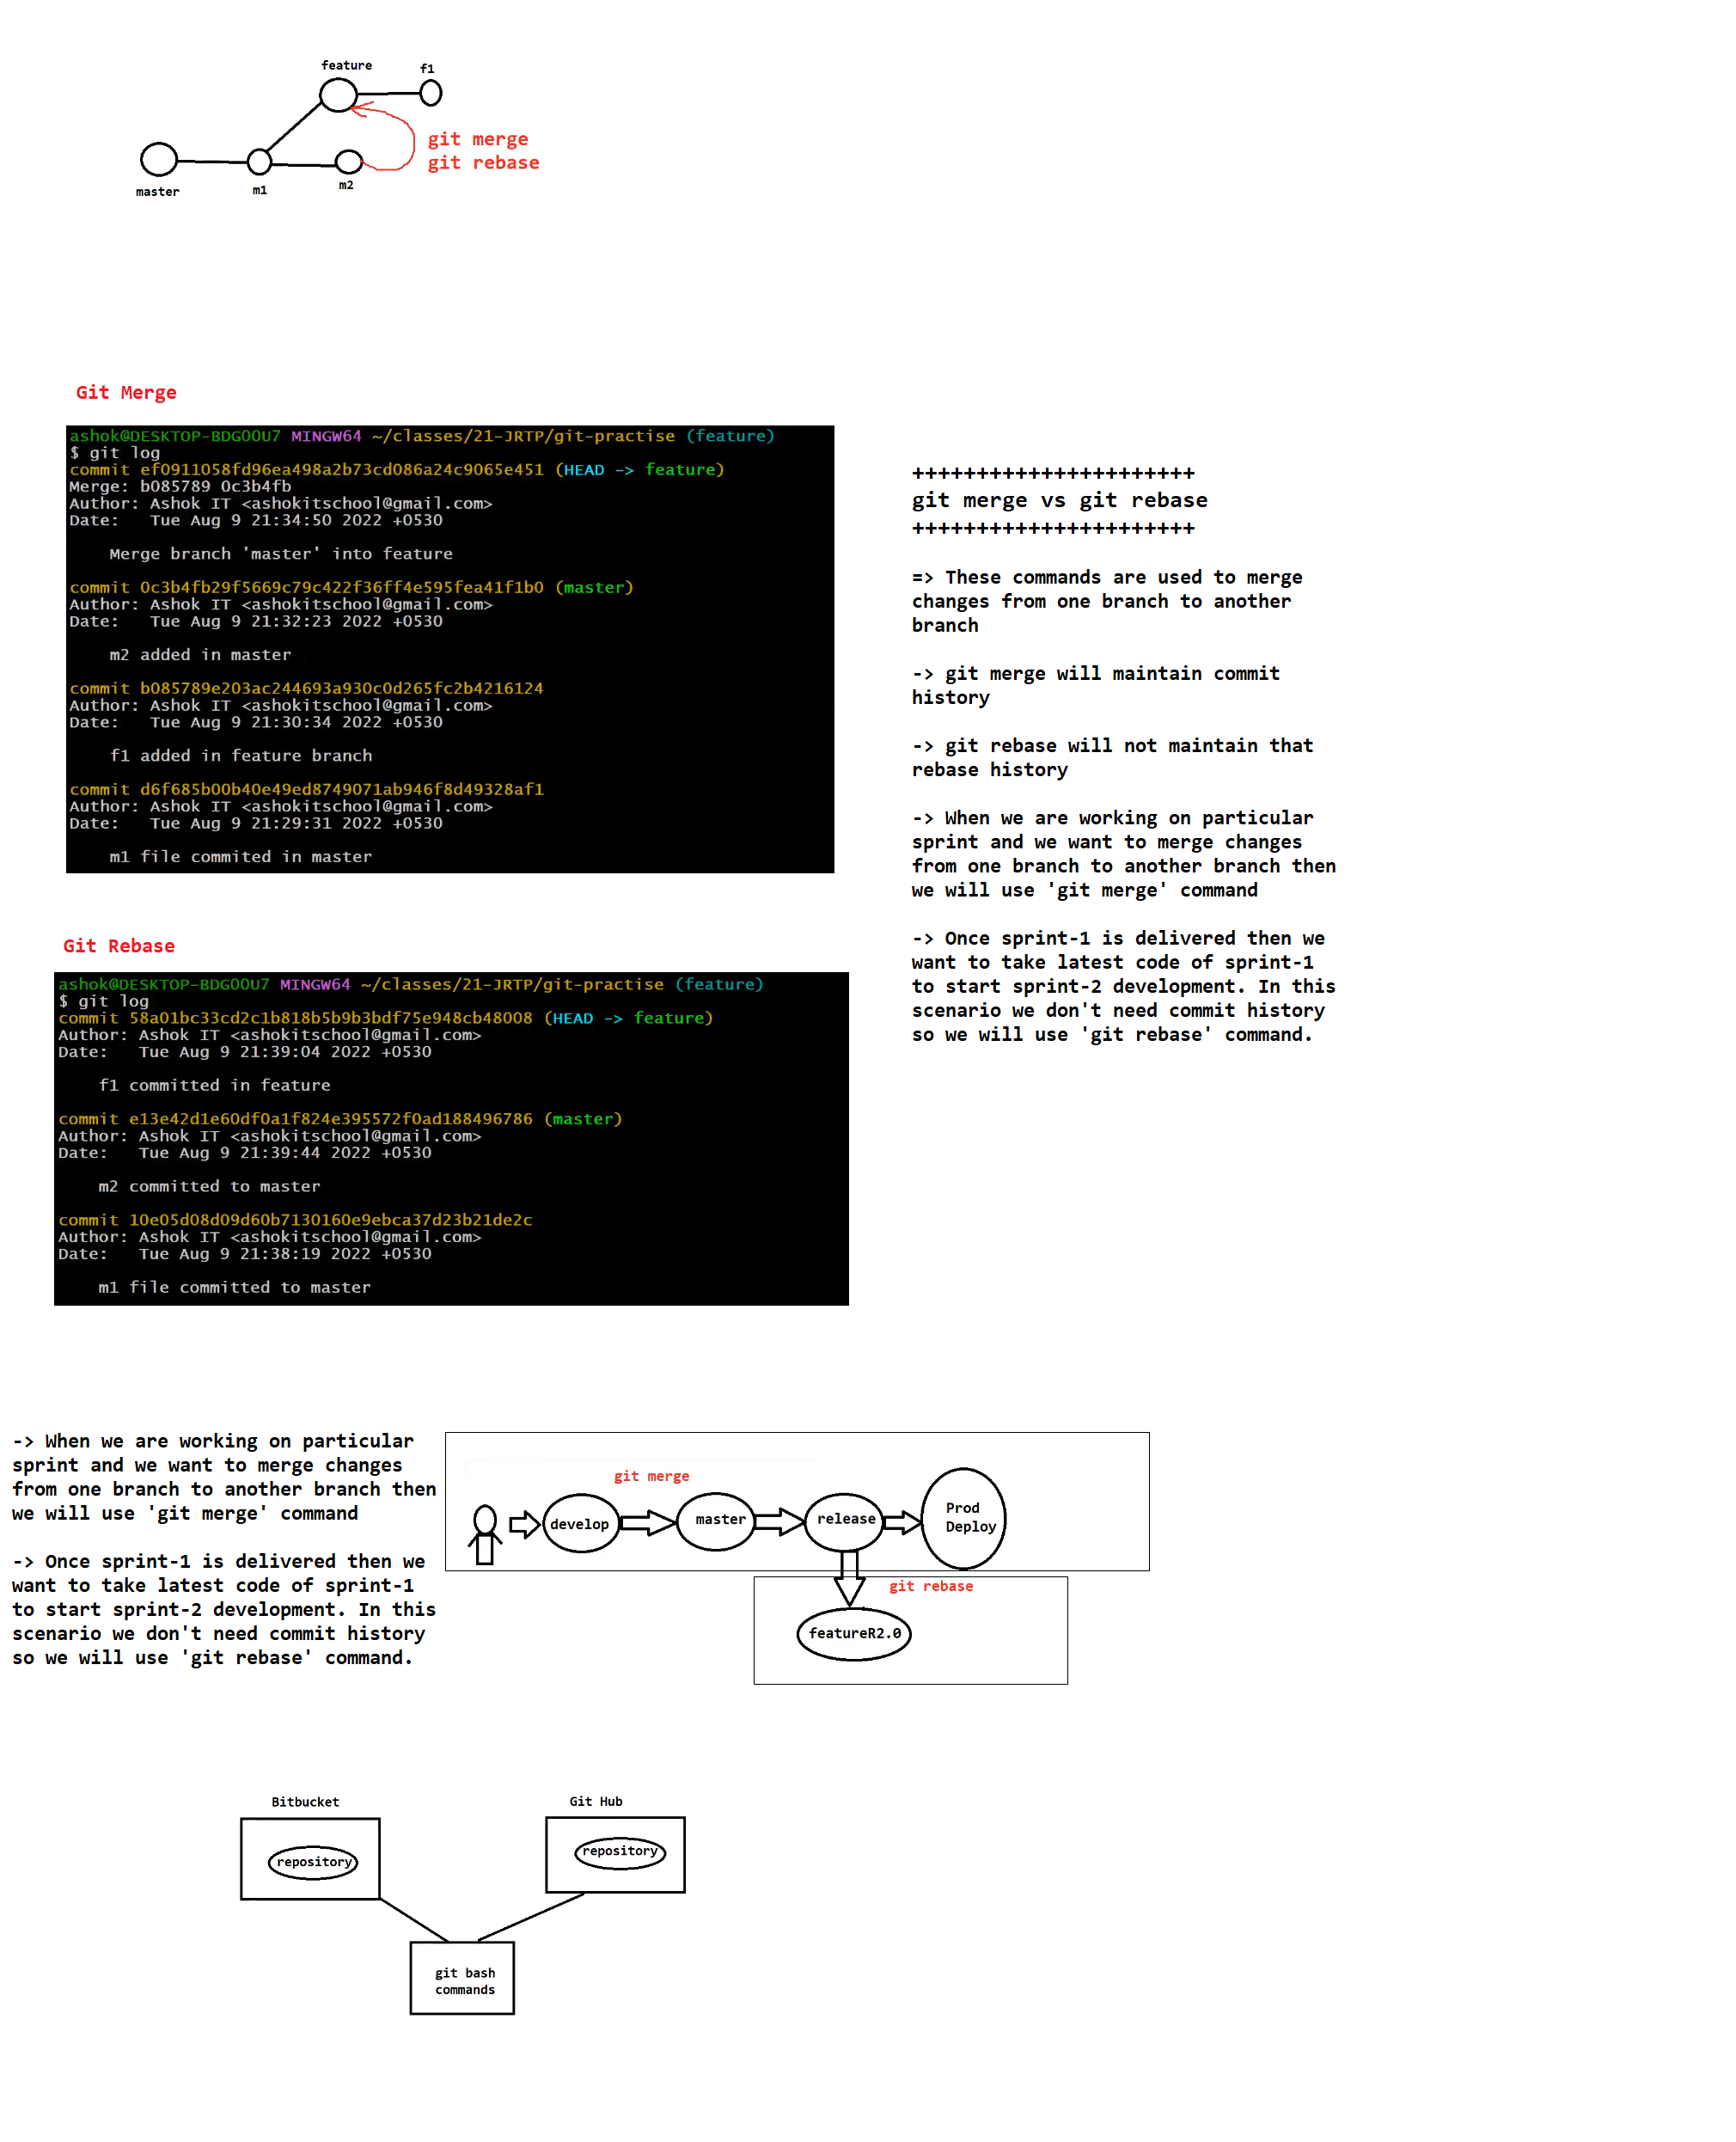 feature
f1
git merge
git rebase
master
m1
m2
Git Merge
ashok@DESKTOP-BDG00U7 MINGW64 ~/classes/21-JRTP/git-practise (feature)
$ git log
commit ef0911058fd96ea498a2b73cd086a24c9065e451 (HEAD -> feature)
Merge: b085789 0c3b4fb
Author: Ashok IT <ashokitschool@gmail.com>
Date:   Tue Aug 9 21:34:50 2022 +0530
Merge branch 'master' into feature
commit 0c3b4fb29f5669c79c422f36ff4e595fea41f1b0 (master)
Author: Ashok IT <ashokitschool@gmail.com>
Date:   Tue Aug 9 21:32:23 2022 +0530
m2 added in master
commit b085789e203ac244693a930c0d265fc2b4216124
Author: Ashok IT <ashokitschool@gmail.com>
Date:   Tue Aug 9 21:30:34 2022 +0530
f1 added in feature branch
commit d6f685b00b40e49ed8749071ab946f8d49328af1
Author: Ashok IT <ashokitschool@gmail.com>
Date:   Tue Aug 9 21:29:31 2022 +0530
m1 file commited in master
++++++++++++++++++++++
git merge vs git rebase
++++++++++++++++++++++
=> These commands are used to merge
changes from one branch to another
branch
-> git merge will maintain commit
history
-> git rebase will not maintain that
rebase history
-> When we are working on particular
sprint and we want to merge changes
from one branch to another branch then
we will use 'git merge' command
-> Once sprint-1 is delivered then we
want to take latest code of sprint-1
to start sprint-2 development. In this
scenario we don't need commit history
so we will use 'git rebase' command.
Git Rebase
ashok@DESKTOP-BDG00U7 MINGW64 ~/classes/21-JRTP/git-practise (feature)
$ git log
commit 58a01bc33cd2c1b818b5b9b3bdf75e948cb48008 (HEAD -> feature)
Author: Ashok IT <ashokitschool@gmail.com>
Date:   Tue Aug 9 21:39:04 2022 +0530
f1 committed in feature
commit e13e42d1e60df0a1f824e395572f0ad188496786 (master)
Author: Ashok IT <ashokitschool@gmail.com>
Date:   Tue Aug 9 21:39:44 2022 +0530
m2 committed to master
commit 10e05d08d09d60b7130160e9ebca37d23b21de2c
Author: Ashok IT <ashokitschool@gmail.com>
Date:   Tue Aug 9 21:38:19 2022 +0530
m1 file committed to master
-> When we are working on particular
sprint and we want to merge changes
from one branch to another branch then
we will use 'git merge' command
-> Once sprint-1 is delivered then we
want to take latest code of sprint-1
to start sprint-2 development. In this
scenario we don't need commit history
so we will use 'git rebase' command.
git merge
develop
master
release
Prod
Deploy
git rebase
featureR2.0
Bitbucket
repository
Git Hub
repository
git bash
commands